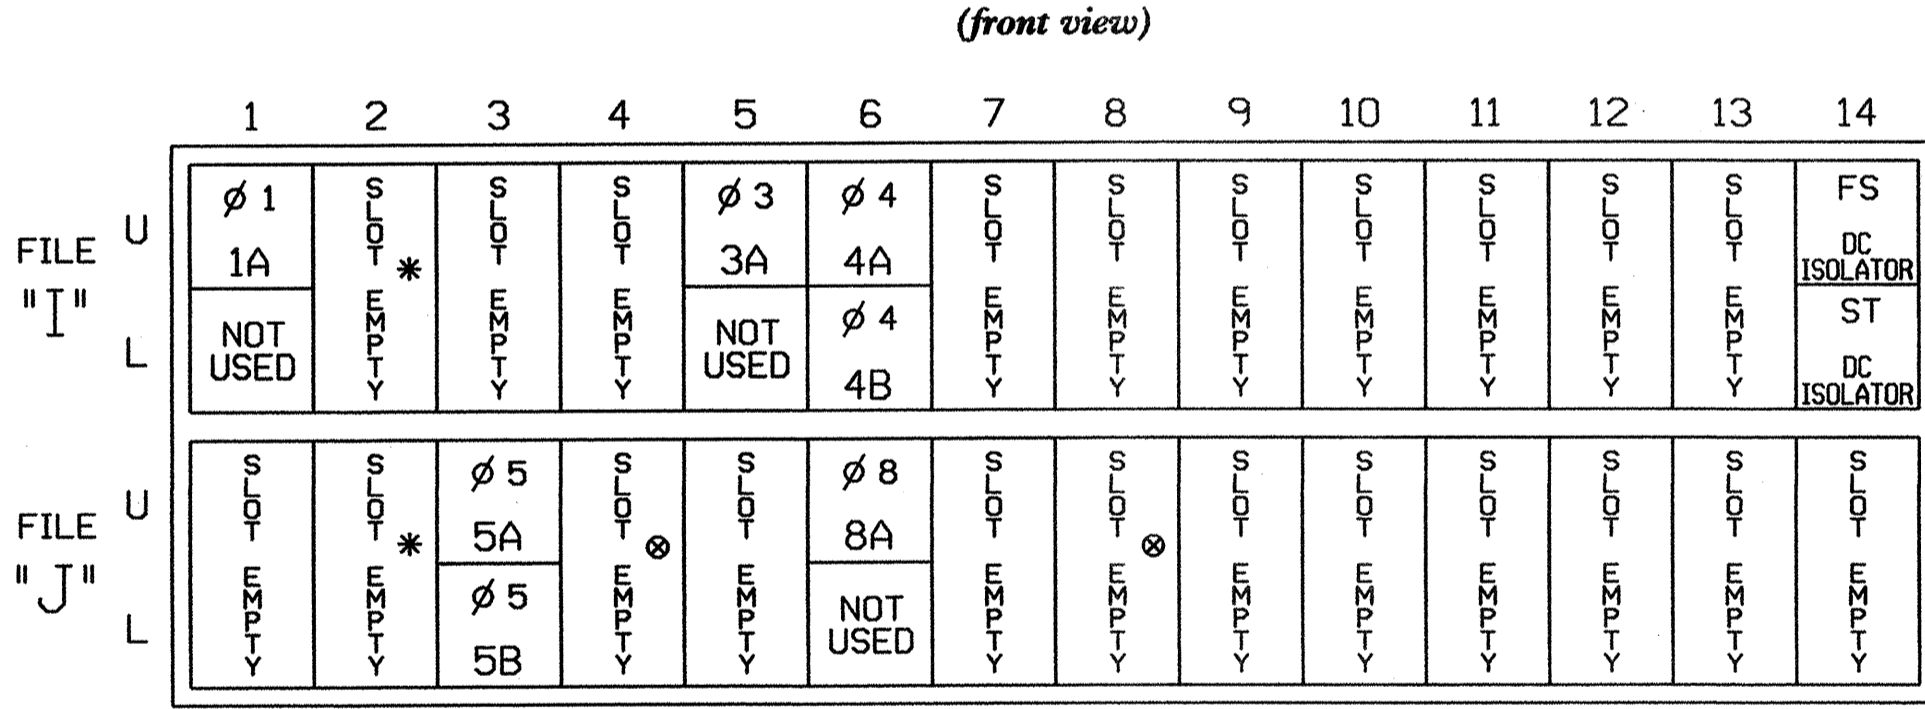 (front view)
1 2 3 4 5 6 7 8 9 10 11 12 13 14
FILE "I"
U
L
Ø 1
1A
NOT
USED
SLOT EMPTY *
SLOT EMPTY
SLOT EMPTY
Ø 3
3A
NOT
USED
Ø 4
4A
Ø 4
4B
SLOT EMPTY
SLOT EMPTY
SLOT EMPTY
SLOT EMPTY
SLOT EMPTY
SLOT EMPTY
SLOT EMPTY
FS
DC
ISOLATOR
ST
DC
ISOLATOR
FILE "J"
U
L
SLOT EMPTY
SLOT EMPTY *
Ø 5
5A
Ø 5
5B
SLOT EMPTY ⊗
SLOT EMPTY
Ø 8
8A
NOT
USED
SLOT EMPTY
SLOT EMPTY ⊗
SLOT EMPTY
SLOT EMPTY
SLOT EMPTY
SLOT EMPTY
SLOT EMPTY
SLOT EMPTY